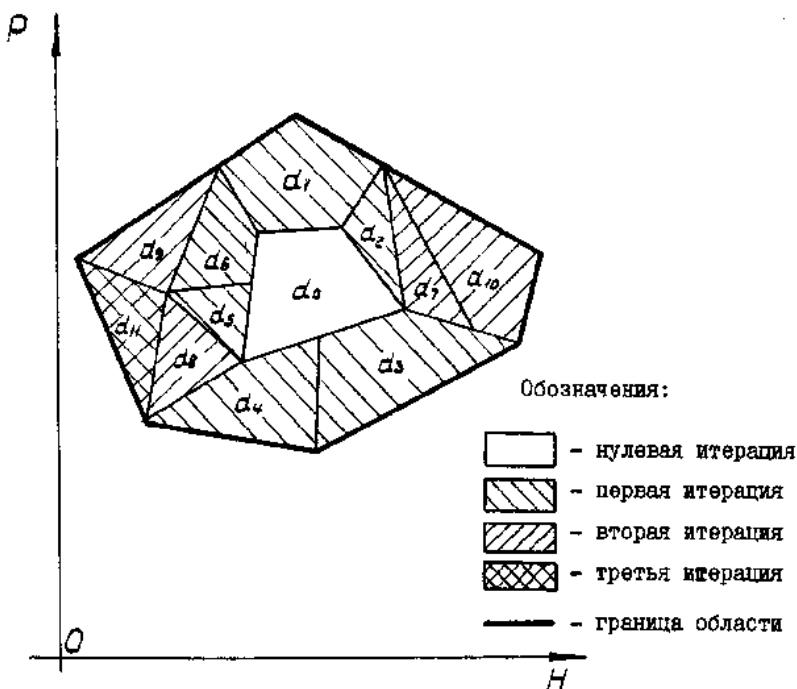 P
d1
d2
d9
d6
d0
d7
d10
d11
d5
d8
d3
d4
Обозначения:
- нулевая итерация
- первая итерация
- вторая итерация
- третья итерация
- граница области
0
H